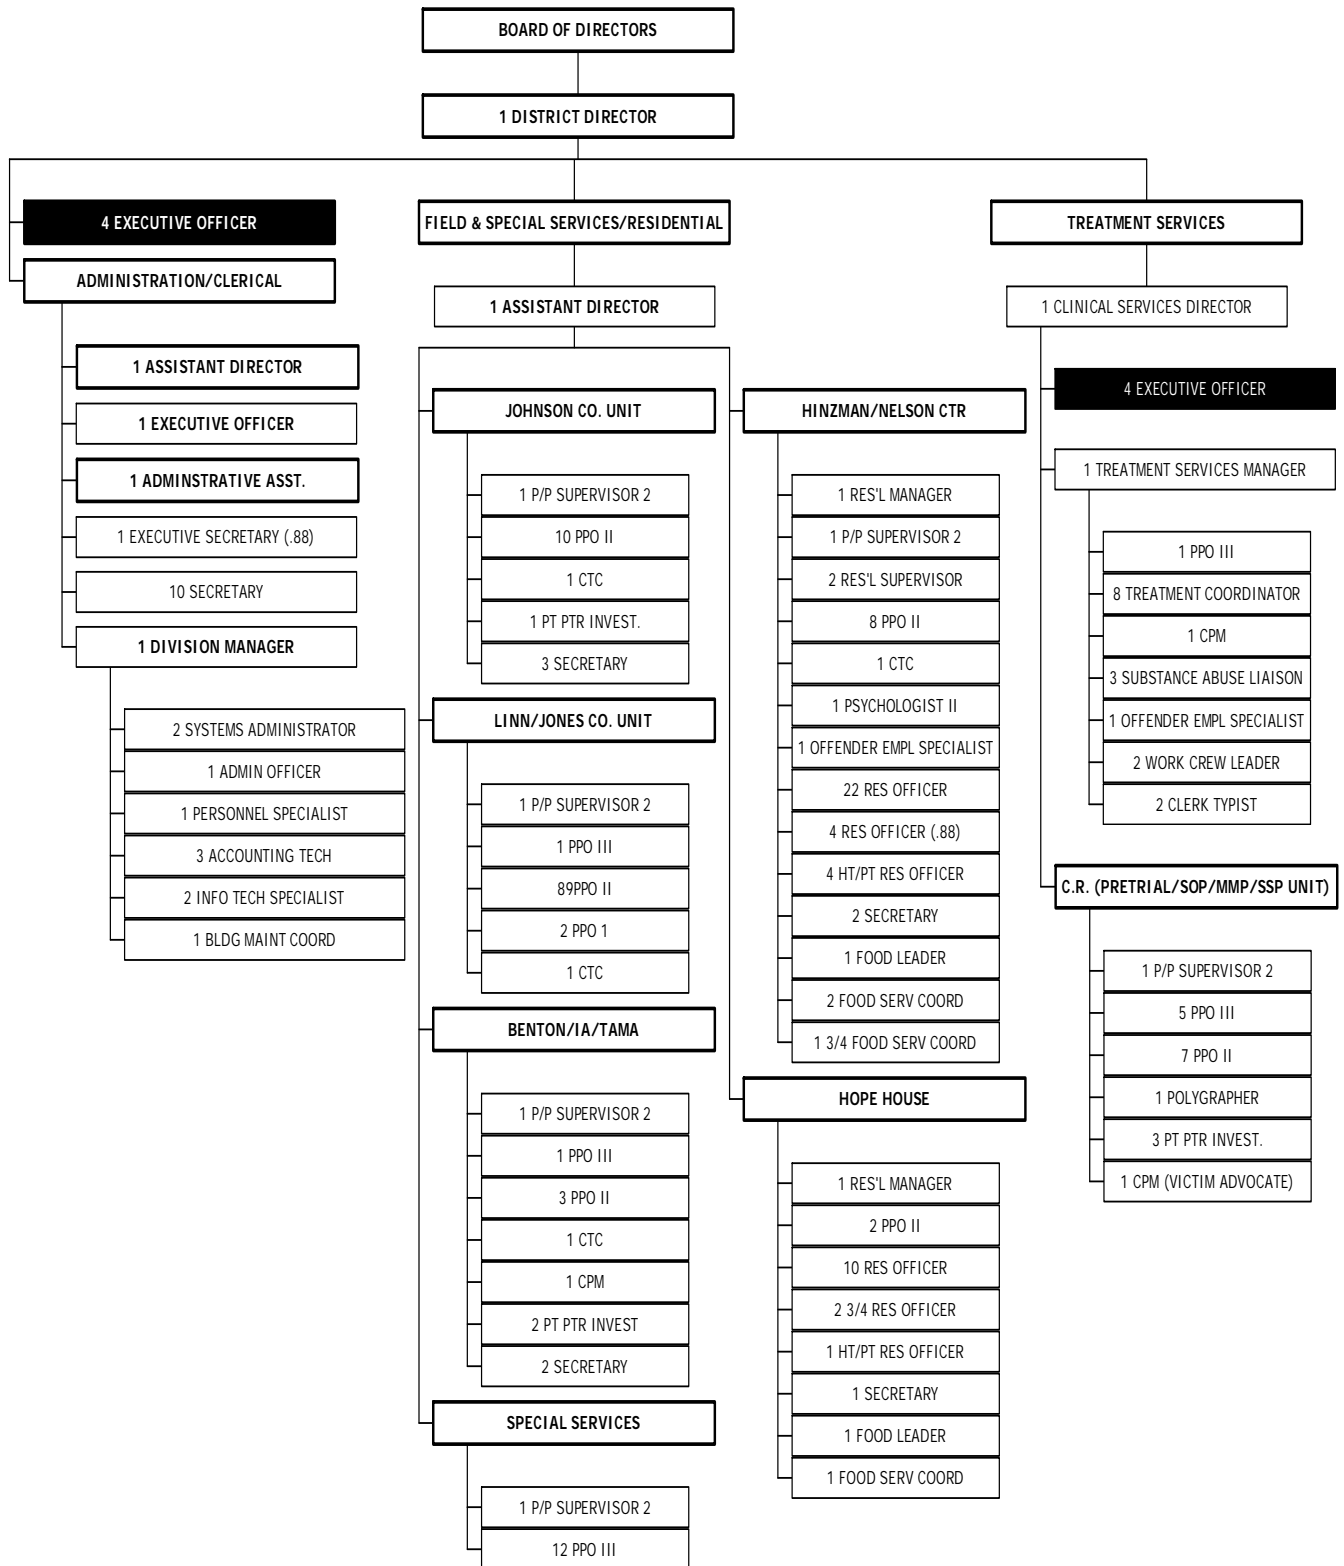 BOARD OF DIRECTORS
1 DISTRICT DIRECTOR
4 EXECUTIVE OFFICER
ADMINISTRATION/CLERICAL
1 ASSISTANT DIRECTOR
1 EXECUTIVE OFFICER
1 ADMINSTRATIVE ASST.
1 EXECUTIVE SECRETARY (.88)
10 SECRETARY
1 DIVISION MANAGER
2 SYSTEMS ADMINISTRATOR
1 ADMIN OFFICER
1 PERSONNEL SPECIALIST
3 ACCOUNTING TECH
2 INFO TECH SPECIALIST
1 BLDG MAINT COORD
FIELD & SPECIAL SERVICES/RESIDENTIAL
1 ASSISTANT DIRECTOR
JOHNSON CO. UNIT
1 P/P SUPERVISOR 2
10 PPO II
1 CTC
1 PT PTR INVEST.
3 SECRETARY
LINN/JONES CO. UNIT
1 P/P SUPERVISOR 2
1 PPO III
89PPO II
2 PPO 1
1 CTC
BENTON/IA/TAMA
1 P/P SUPERVISOR 2
1 PPO III
3 PPO II
1 CTC
1 CPM
2 PT PTR INVEST
2 SECRETARY
SPECIAL SERVICES
1 P/P SUPERVISOR 2
12 PPO III
HINZMAN/NELSON CTR
1 RES'L MANAGER
1 P/P SUPERVISOR 2
2 RES'L SUPERVISOR
8 PPO II
1 CTC
1 PSYCHOLOGIST II
1 OFFENDER EMPL SPECIALIST
22 RES OFFICER
4 RES OFFICER (.88)
4 HT/PT RES OFFICER
2 SECRETARY
1 FOOD LEADER
2 FOOD SERV COORD
1 3/4 FOOD SERV COORD
HOPE HOUSE
1 RES'L MANAGER
2 PPO II
10 RES OFFICER
2 3/4 RES OFFICER
1 HT/PT RES OFFICER
1 SECRETARY
1 FOOD LEADER
1 FOOD SERV COORD
TREATMENT SERVICES
1 CLINICAL SERVICES DIRECTOR
4 EXECUTIVE OFFICER
1 TREATMENT SERVICES MANAGER
1 PPO III
8 TREATMENT COORDINATOR
1 CPM
3 SUBSTANCE ABUSE LIAISON
1 OFFENDER EMPL SPECIALIST
2 WORK CREW LEADER
2 CLERK TYPIST
C.R. (PRETRIAL/SOP/MMP/SSP UNIT)
1 P/P SUPERVISOR 2
5 PPO III
7 PPO II
1 POLYGRAPHER
3 PT PTR INVEST.
1 CPM (VICTIM ADVOCATE)